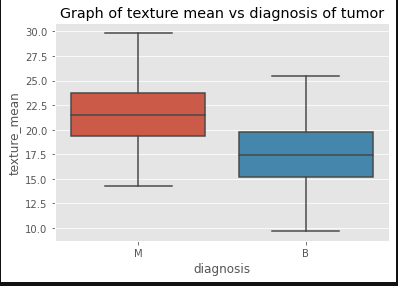 Graph of texture mean vs diagnosis of tumor
30.0
27.5
25.0
22.5
20.0
17.5
15.0
12.5
10.0
texture_mean
M B
diagnosis